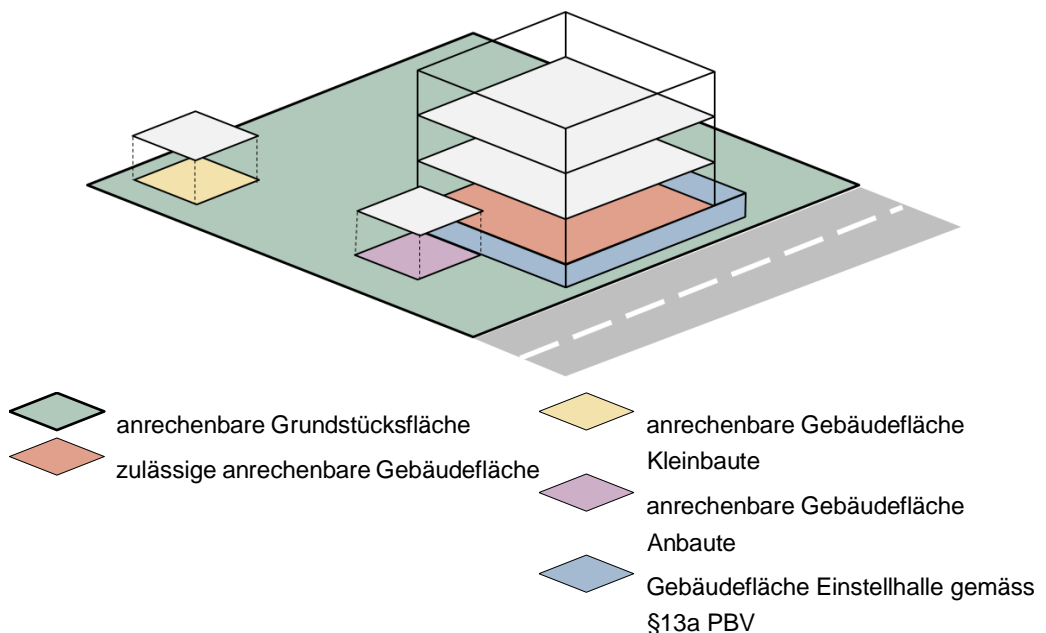 anrechenbare Grundstücksfläche
zulässige anrechenbare Gebäudefläche
anrechenbare Gebäudefläche
Kleinbaute
anrechenbare Gebäudefläche
Anbaute
Gebäudefläche Einstellhalle gemäss
§13a PBV